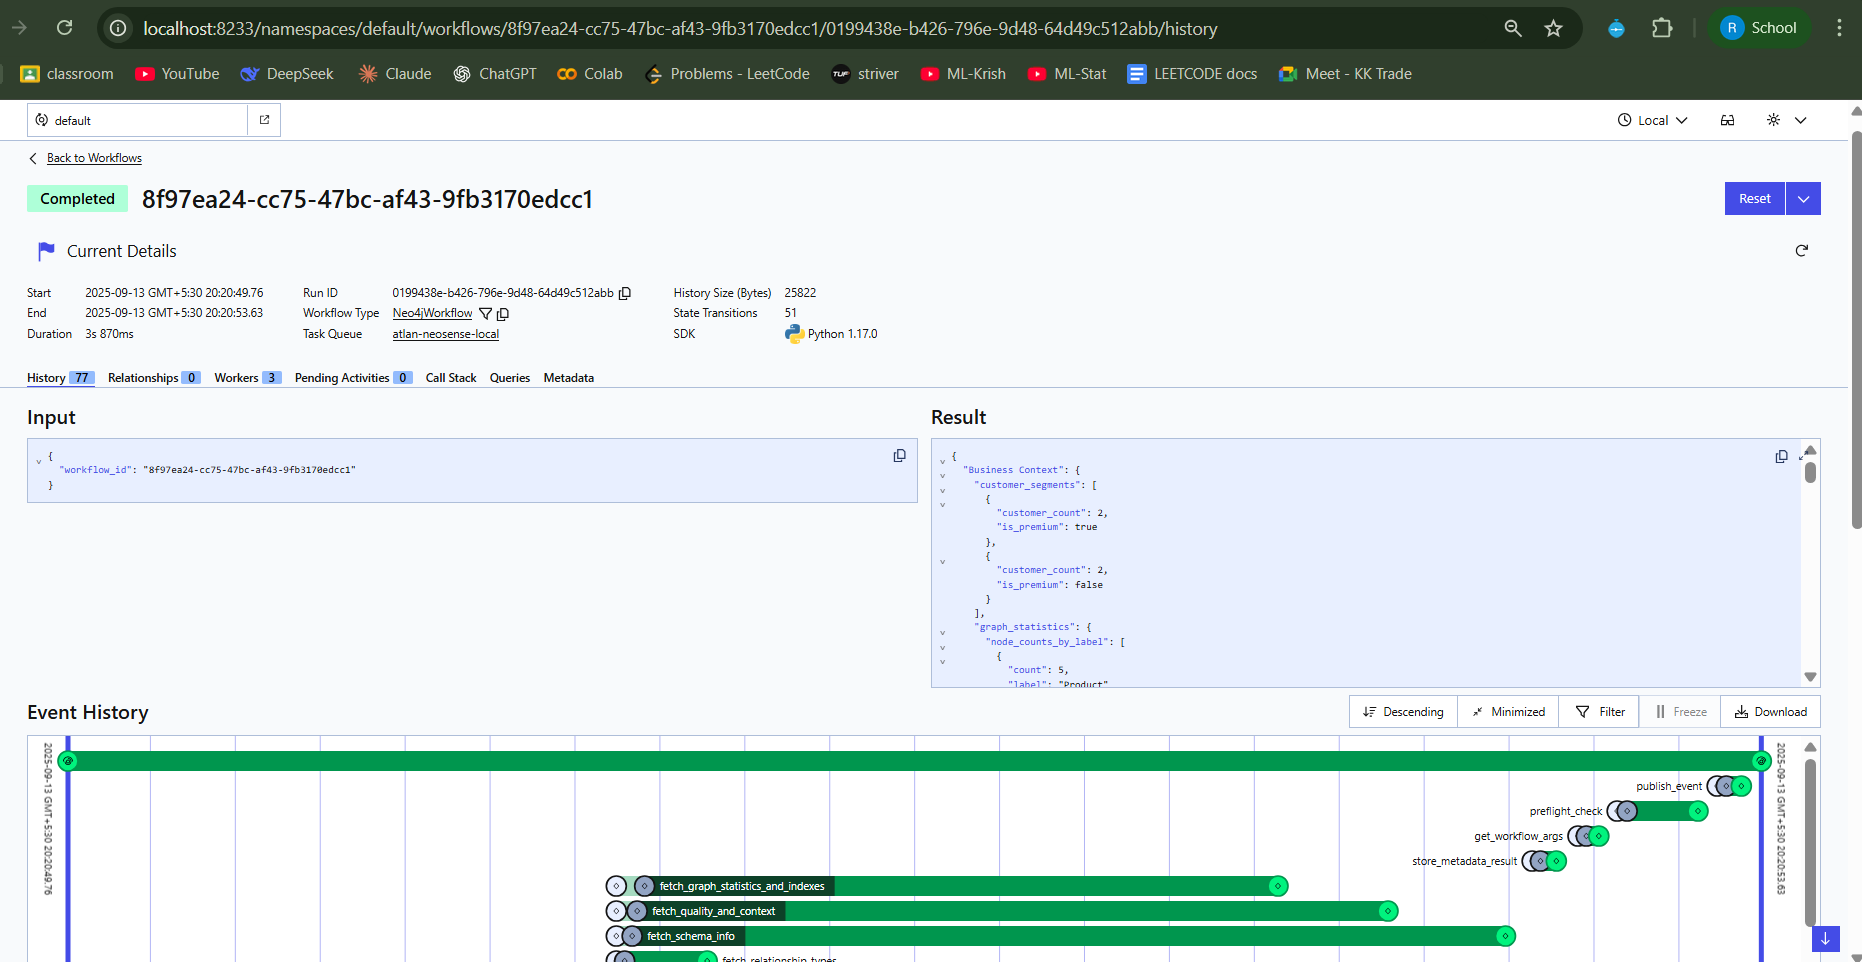 localhost:8233/namespaces/default/workflows/8f97ea24-cc75-47bc-af43-9fb3170edcc1/0199438e-b426-796e-9d48-64d49c512abb/history
R School
classroom YouTube DeepSeek Claude ChatGPT Colab Problems - LeetCode striver ML-Krish ML-Stat LEETCODE docs Meet - KK Trade
default
Local
Back to Workflows
Completed 8f97ea24-cc75-47bc-af43-9fb3170edcc1
Reset
Current Details
Start 2025-09-13 GMT+5:30 20:20:49.76 Run ID 0199438e-b426-796e-9d48-64d49c512abb History Size (Bytes) 25822
End 2025-09-13 GMT+5:30 20:20:53.63 Workflow Type Neo4jWorkflow State Transitions 51
Duration 3s 870ms Task Queue atlan-neosense-local SDK Python 1.17.0
History 77 Relationships 0 Workers 3 Pending Activities 0 Call Stack Queries Metadata
Input
{
"workflow_id": "8f97ea24-cc75-47bc-af43-9fb3170edcc1"
}
Result
{
"Business Context": {
"customer_segments": [
{
"customer_count": 2,
"is_premium": true
},
{
"customer_count": 2,
"is_premium": false
}
],
"graph_statistics": {
"node_counts_by_label": [
{
"count": 5,
"label": "Product"
Event History
Descending Minimized Filter Freeze Download
2025-09-13 GMT+5:30 20:20:49.76
2025-09-13 GMT+5:30 20:20:53.63
publish_event
preflight_check
get_workflow_args
store_metadata_result
fetch_graph_statistics_and_indexes
fetch_quality_and_context
fetch_schema_info
fetch_relationship_types